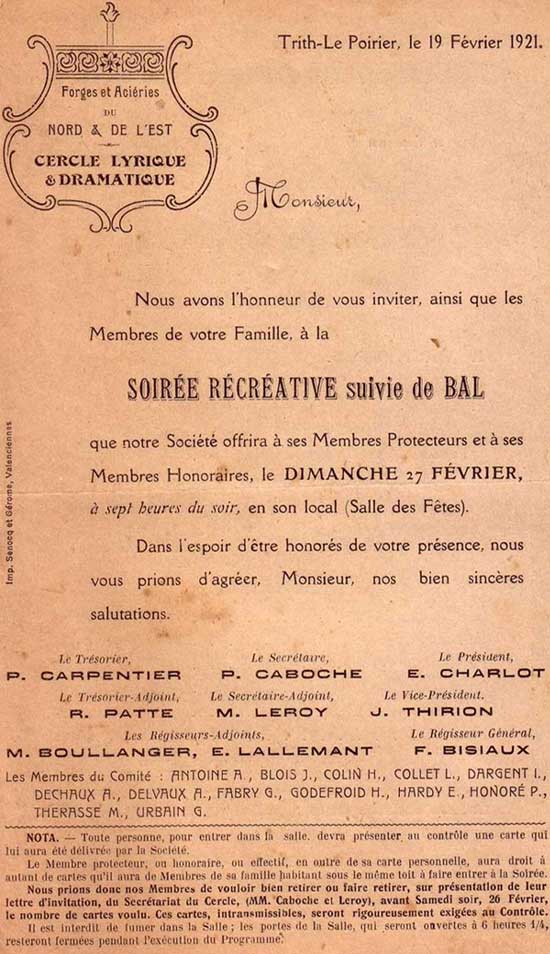 Trith-Le Poirier, le 19 Février 1921.
Forges et Aciéries
DU
NORD & DE L'EST
CERCLE LYRIQUE
& DRAMATIQUE
Monsieur,
Nous avons l'honneur de vous inviter, ainsi que les
Membres de votre Famille, à la
SOIRÉE RÉCRÉATIVE suivie de BAL
que notre Société offrira à ses Membres Protecteurs et à ses
Membres Honoraires, le DIMANCHE 27 FÉVRIER,
à sept heures du soir, en son local (Salle des Fêtes).
Dans l'espoir d'être honorés de votre présence, nous
vous prions d'agréer, Monsieur, nos bien sincères
salutations.
Imp. Senocq et Gérome, Valenciennes
Le Trésorier, Le Secrétaire, Le Président,
P. CARPENTIER P. CABOCHE E. CHARLOT
Le Trésorier-Adjoint, Le Secrétaire-Adjoint, Le Vice-Président.
R. PATTE M. LEROY J. THIRION
Les Régisseurs-Adjoints, Le Régisseur Général,
M. BOULLANGER, E. LALLEMANT F. BISIAUX
Les Membres du Comité : ANTOINE A., BLOIS J., COLIN H., COLLET L., DARGENT I.,
DECHAUX A., DELVAUX A., FABRY G., GODEFROID H., HARDY E., HONORÉ P.,
THERASSE M., URBAIN G.
NOTA. — Toute personne, pour entrer dans la salle. devra présenter au contrôle une carte qui
lui aura été délivrée par la Société.
Le Membre protecteur, ou honoraire, ou effectif, en outre de sa carte personnelle, aura droit à
autant de cartes qu'il aura de Membres de sa famille habitant sous le même toit à faire entrer à la Soirée.
Nous prions donc nos Membres de vouloir bien retirer ou faire retirer, sur présentation de leur
lettre d'invitation, du Secrétariat du Cercle, (MM. Caboche et Leroy), avant Samedi soir, 26 Février,
le nombre de cartes voulu. Ces cartes, intransmissibles, seront rigoureusement exigées au Contrôle.
Il est interdit de fumer dans la Salle ; les portes de la Salle, qui seront ouvertes à 6 heures 1/4,
resteront fermées pendant l'exécution du Programme.